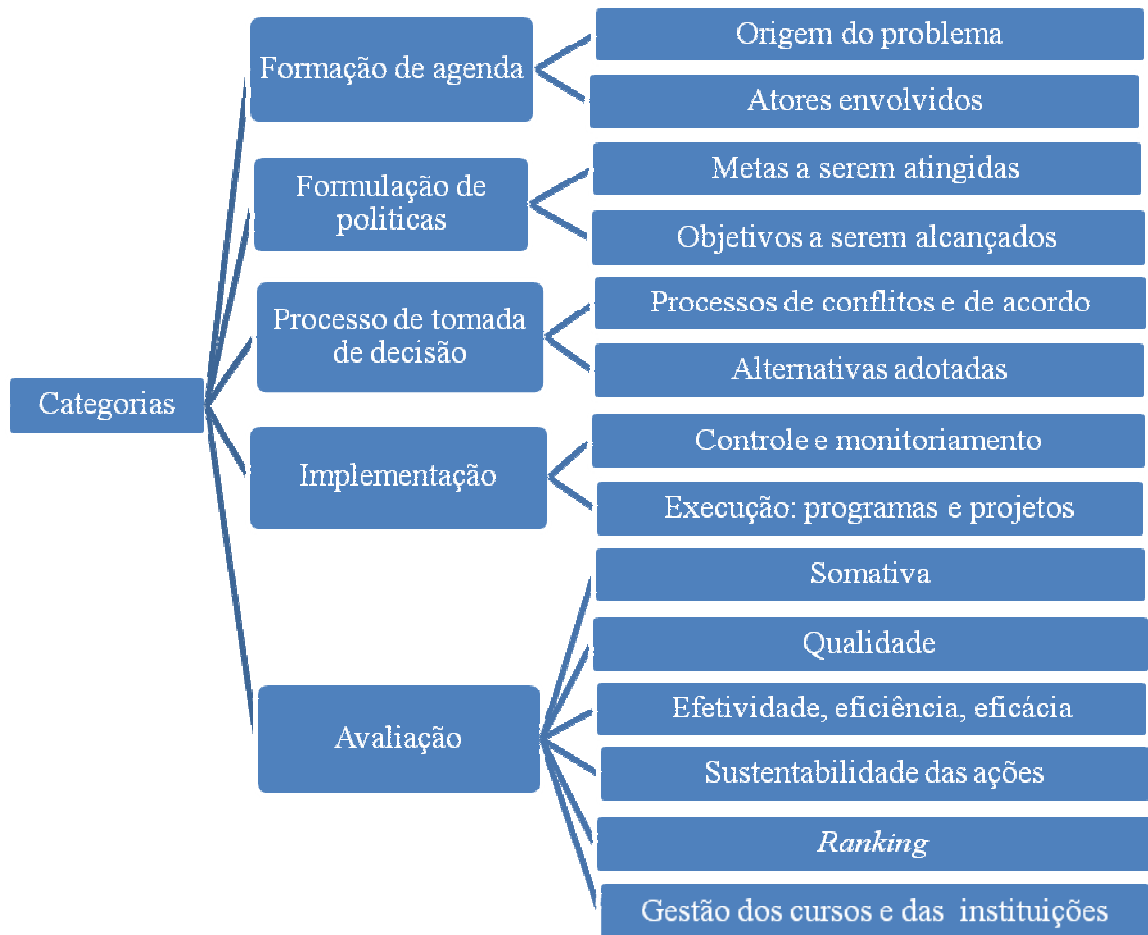 Categorias
Formação de agenda
Origem do problema
Atores envolvidos
Formulação de
politicas
Metas a serem atingidas
Objetivos a serem alcançados
Processo de tomada
de decisão
Processos de conflitos e de acordo
Alternativas adotadas
Implementação
Controle e monitoriamento
Execução: programas e projetos
Avaliação
Somativa
Qualidade
Efetividade, eficiência, eficácia
Sustentabilidade das ações
Ranking
Gestão dos cursos e das instituições